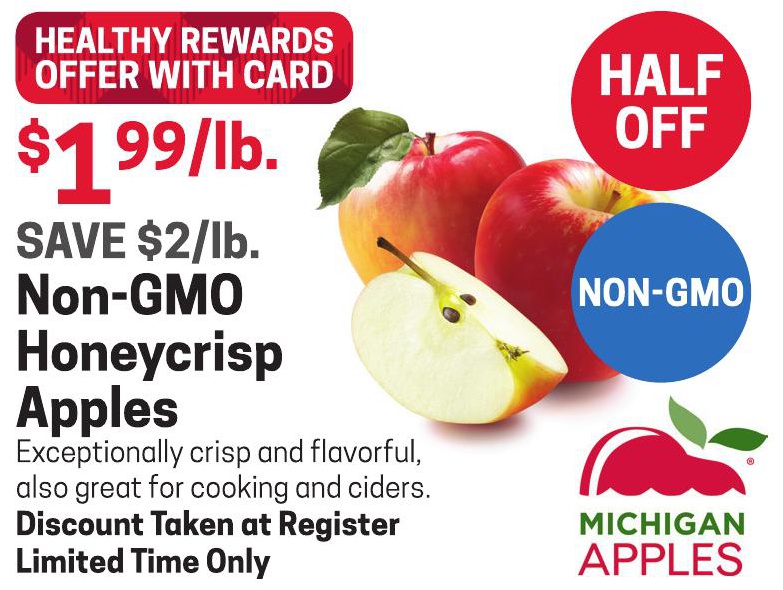 HEALTHY REWARDS
OFFER WITH CARD
$1 99/lb.
SAVE $2/lb.
Non-GMO
Honeycrisp
Apples
Exceptionally crisp and flavorful,
also great for cooking and ciders.
Discount Taken at Register
Limited Time Only
HALF
OFF
NON-GMO
®
MICHIGAN
APPLES